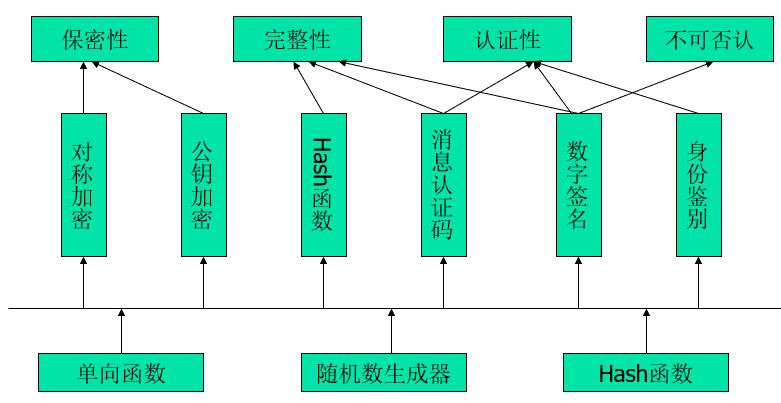 保密性
完整性
认证性
不可否认
对称加密
公钥加密
Hash函数
消息认证码
数字签名
身份鉴别
单向函数
随机数生成器
Hash函数